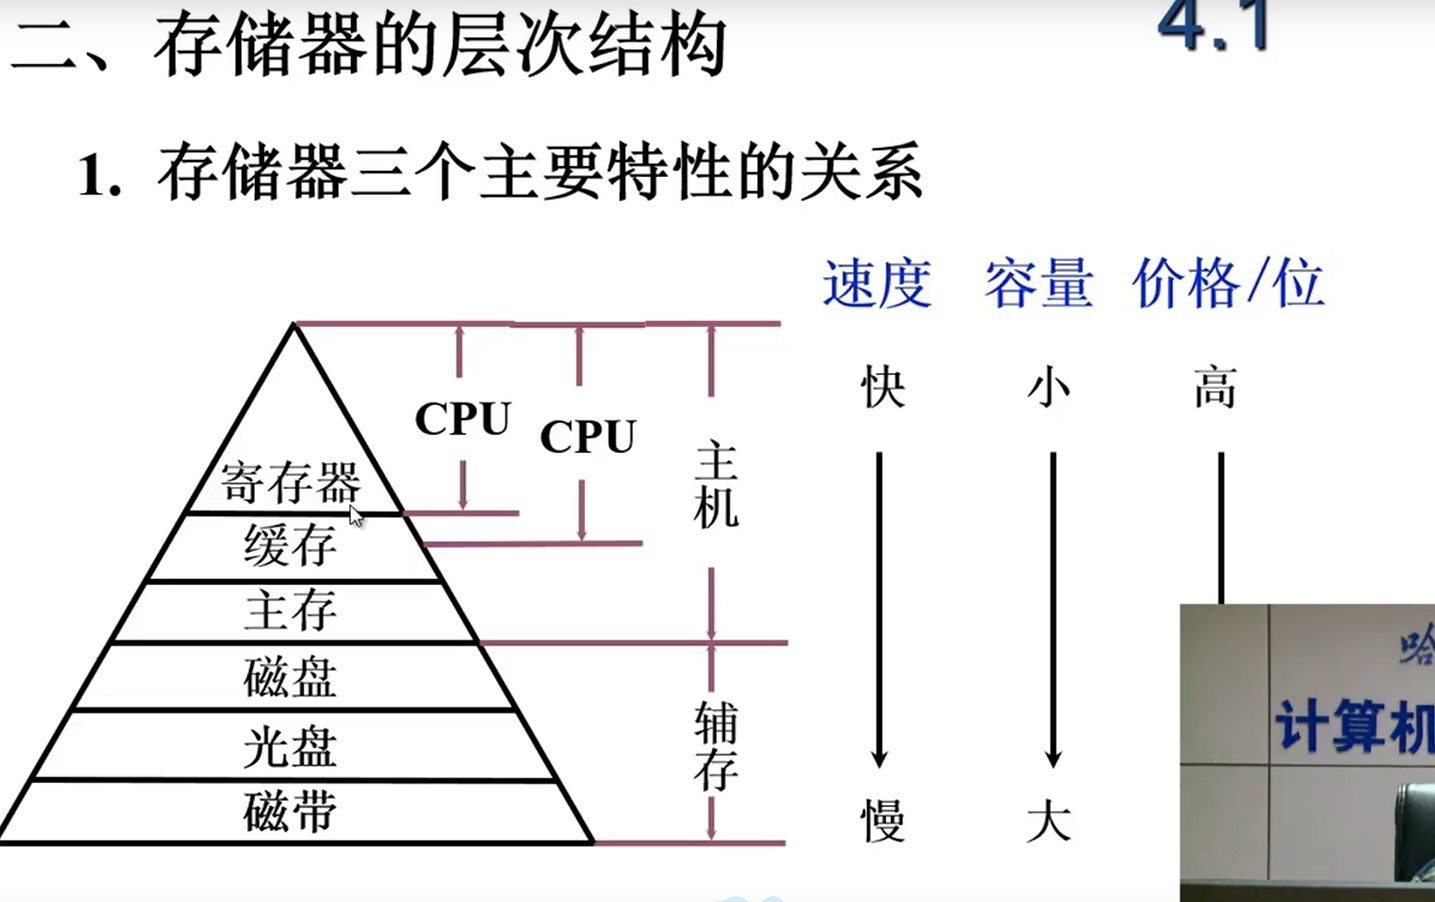 二、存储器的层次结构
4.1
1. 存储器三个主要特性的关系
速度 容量 价格/位
快 小 高
CPU CPU
主机
寄存器
缓存
主存
磁盘
辅存
光盘
磁带
慢 大
哈
计算机